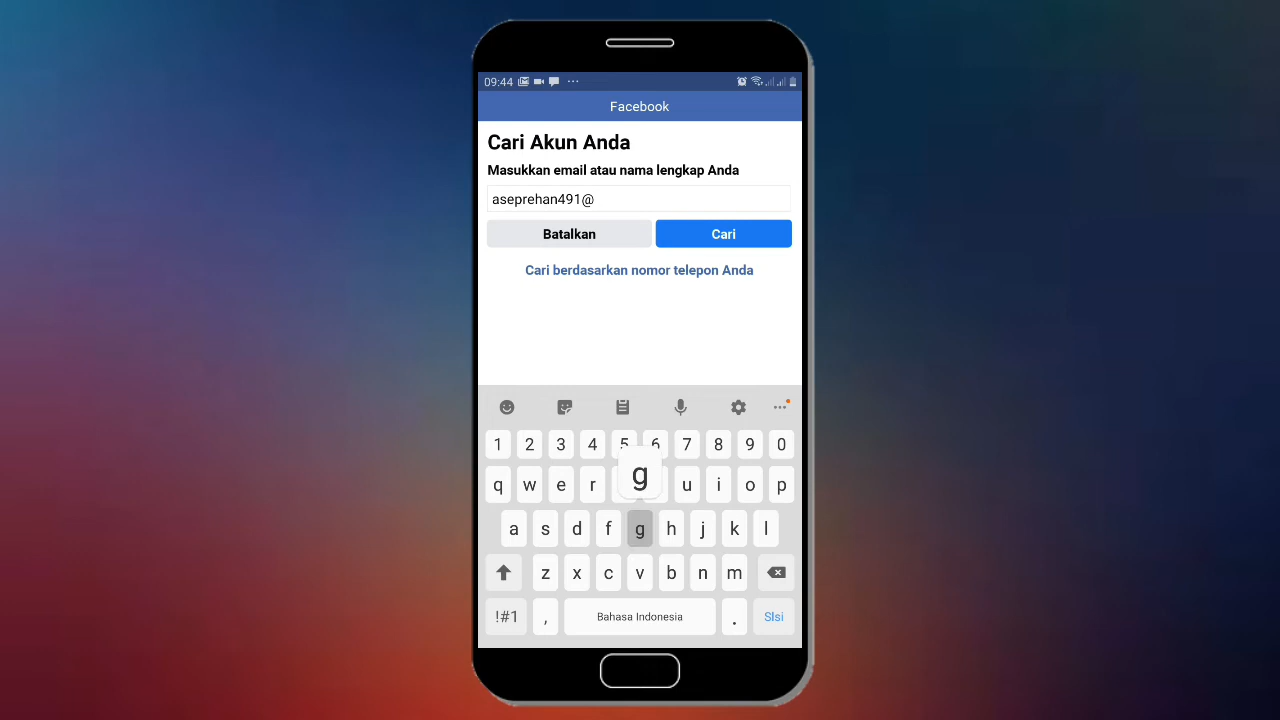 09:44
Facebook
Cari Akun Anda
Masukkan email atau nama lengkap Anda
aseprehan491@
Batalkan Cari
Cari berdasarkan nomor telepon Anda
1 2 3 4 5 6 7 8 9 0
q w e r u i o p
g
a s d f g h j k l
z x c v b n m
!#1 , Bahasa Indonesia . SIsi